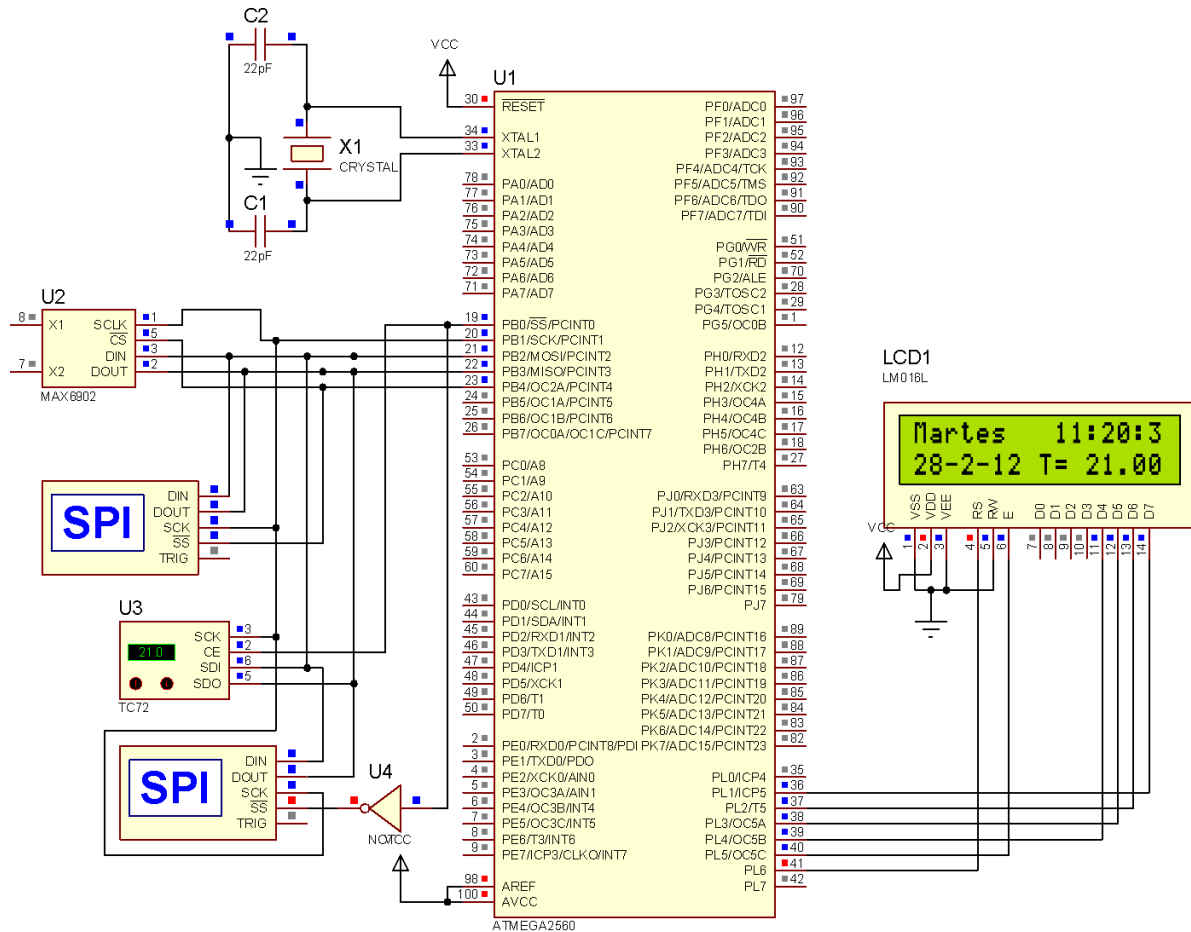 C2
22pF
VCC
X1
CRYSTAL
C1
22pF
U1
30 RESET
34 XTAL1
33 XTAL2
78 PA0/AD0
77 PA1/AD1
76 PA2/AD2
75 PA3/AD3
74 PA4/AD4
73 PA5/AD5
72 PA6/AD6
71 PA7/AD7
19 PB0/SS/PCINT0
20 PB1/SCK/PCINT1
21 PB2/MOSI/PCINT2
22 PB3/MISO/PCINT3
23 PB4/OC2A/PCINT4
24 PB5/OC1A/PCINT5
25 PB6/OC1B/PCINT6
26 PB7/OC0A/OC1C/PCINT7
53 PC0/A8
54 PC1/A9
55 PC2/A10
56 PC3/A11
57 PC4/A12
58 PC5/A13
59 PC6/A14
60 PC7/A15
43 PD0/SCL/INT0
44 PD1/SDA/INT1
45 PD2/RXD1/INT2
46 PD3/TXD1/INT3
47 PD4/ICP1
48 PD5/XCK1
49 PD6/T1
50 PD7/T0
2 PE0/RXD0/PCINT8/PDI
3 PE1/TXD0/PDO
4 PE2/XCK0/AIN0
5 PE3/OC3A/AIN1
6 PE4/OC3B/INT4
7 PE5/OC3C/INT5
8 PE6/T3/INT6
9 PE7/ICP3/CLKO/INT7
98 AREF
100 AVCC
PF0/ADC0 97
PF1/ADC1 96
PF2/ADC2 95
PF3/ADC3 94
PF4/ADC4/TCK 93
PF5/ADC5/TMS 92
PF6/ADC6/TDO 91
PF7/ADC7/TDI 90
PG0/WR 51
PG1/RD 52
PG2/ALE 70
PG3/TOSC2 28
PG4/TOSC1 29
PG5/OC0B 1
PH0/RXD2 12
PH1/TXD2 13
PH2/XCK2 14
PH3/OC4A 15
PH4/OC4B 16
PH5/OC4C 17
PH6/OC2B 18
PH7/T4 27
PJ0/RXD3/PCINT9 63
PJ1/TXD3/PCINT10 64
PJ2/XCK3/PCINT11 65
PJ3/PCINT12 66
PJ4/PCINT13 67
PJ5/PCINT14 68
PJ6/PCINT15 69
PJ7 79
PK0/ADC8/PCINT16 89
PK1/ADC9/PCINT17 88
PK2/ADC10/PCINT18 87
PK3/ADC11/PCINT19 86
PK4/ADC12/PCINT20 85
PK5/ADC13/PCINT21 84
PK6/ADC14/PCINT22 83
PK7/ADC15/PCINT23 82
PL0/ICP4 35
PL1/ICP5 36
PL2/T5 37
PL3/OC5A 38
PL4/OC5B 39
PL5/OC5C 40
PL6 41
PL7 42
ATMEGA2560
U2
8 X1
7 X2
SCLK 1
CS 5
DIN 3
DOUT 2
MAX6902
SPI
DIN
DOUT
SCK
SS
TRIG
U3
21.0
SCK 3
CE 2
SDI 6
SDO 5
TC72
SPI
DIN
DOUT
SCK
SS
TRIG
U4
NOT
VCC
LCD1
LM016L
Martes 11:20:3
28-2-12 T= 21.00
VSS VDD VEE RS RW E D0 D1 D2 D3 D4 D5 D6 D7
1 2 3 4 5 6 7 8 9 10 11 12 13 14
VCC